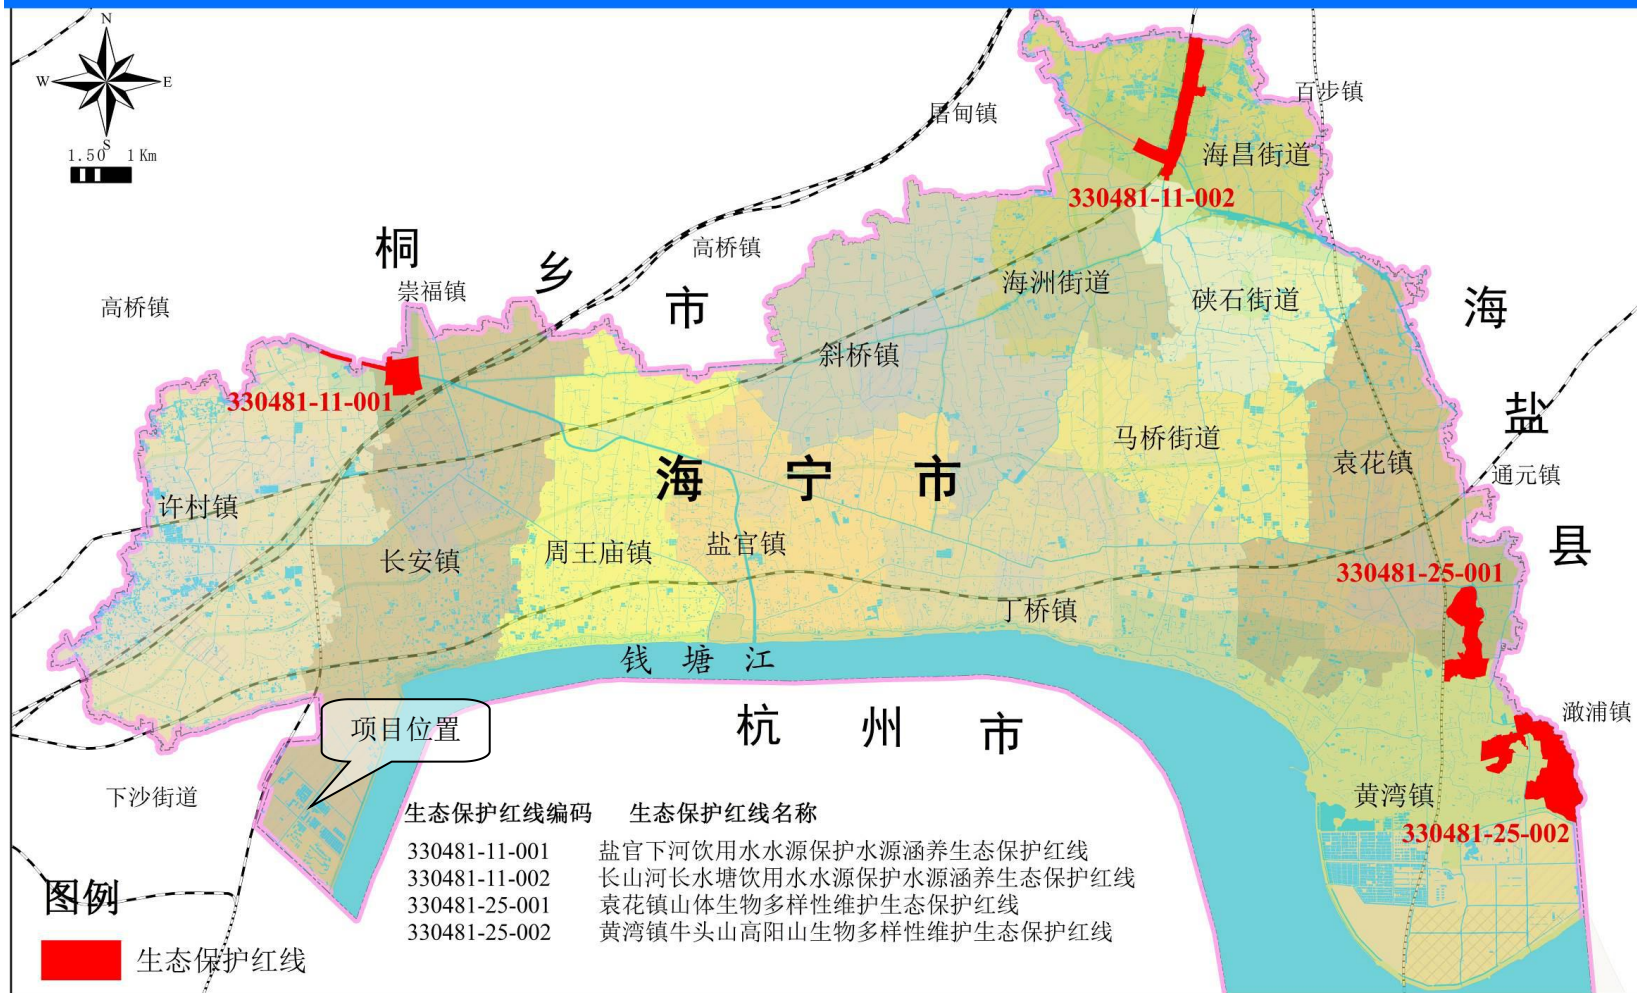 N
W E
S
1.50 1Km
百步镇
屠甸镇
海昌街道
330481-11-002
桐 乡 市
高桥镇
崇福镇
高桥镇
海洲街道
硖石街道
海 盐 县
斜桥镇
330481-11-001
马桥街道
海 宁 市
袁花镇
通元镇
许村镇
长安镇
周王庙镇
盐官镇
330481-25-001
丁桥镇
钱 塘 江
项目位置
杭 州 市
澉浦镇
下沙街道
黄湾镇
330481-25-002
生态保护红线编码 生态保护红线名称
330481-11-001 盐官下河饮用水水源保护水源涵养生态保护红线
330481-11-002 长山河长水塘饮用水水源保护水源涵养生态保护红线
330481-25-001 袁花镇山体生物多样性维护生态保护红线
330481-25-002 黄湾镇牛头山高阳山生物多样性维护生态保护红线
图例
生态保护红线